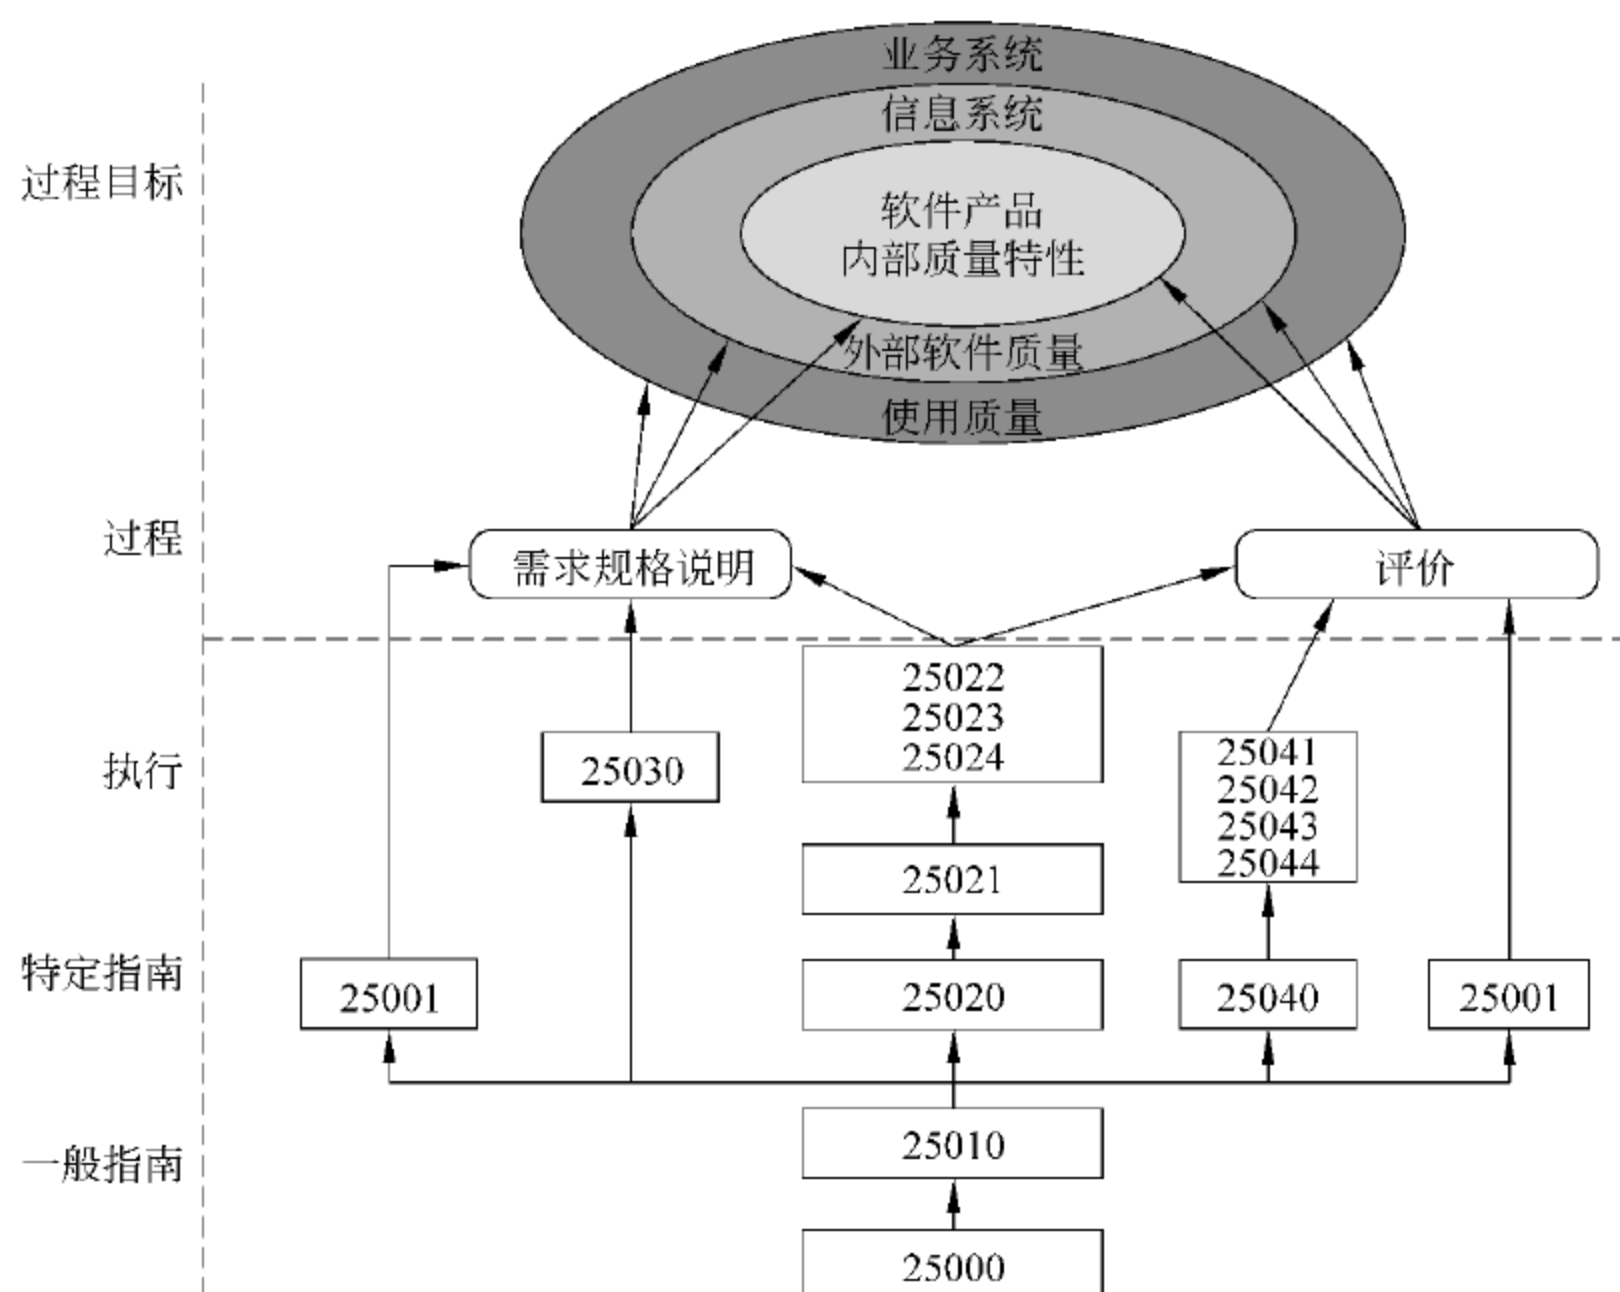 业务系统
信息系统
过程目标
软件产品
内部质量特性
外部软件质量
使用质量
过程
需求规格说明
评价
25022
25023
25024
执行
25030
25041
25042
25043
25044
25021
特定指南
25001
25020
25040
25001
一般指南
25010
25000